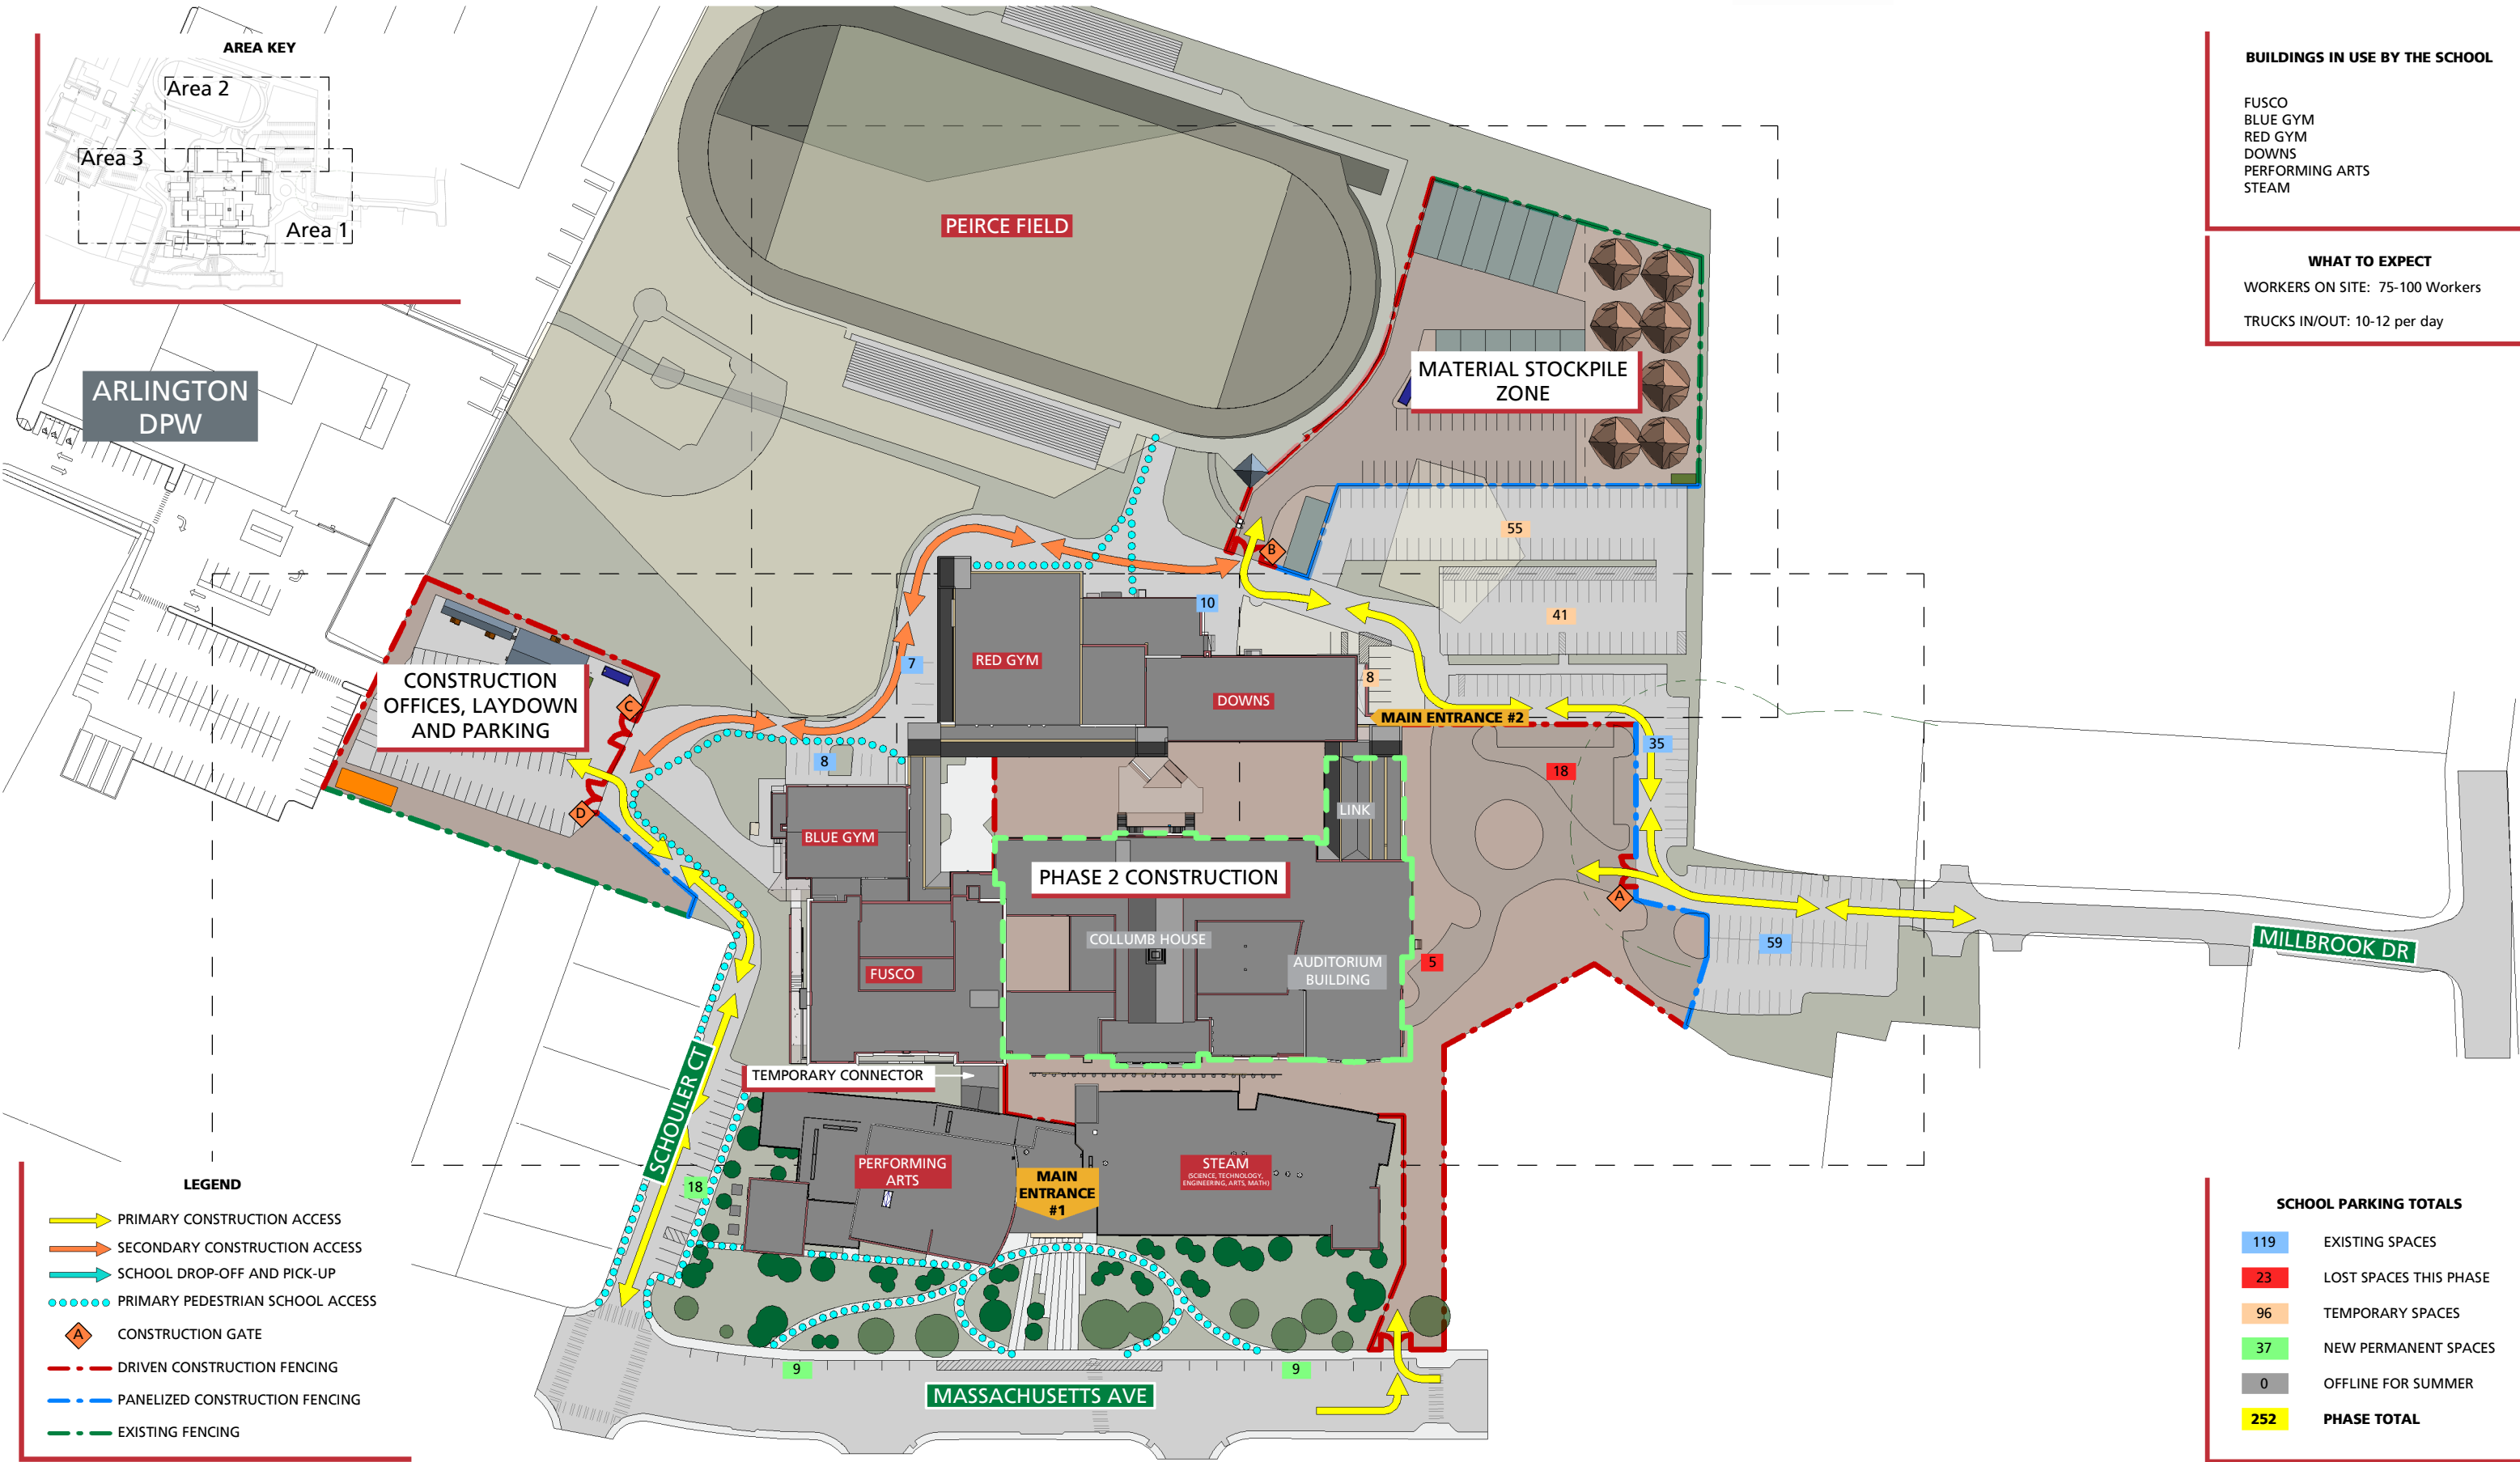 AREA KEY
Area 2
Area 3
Area 1
BUILDINGS IN USE BY THE SCHOOL
FUSCO
BLUE GYM
RED GYM
DOWNS
PERFORMING ARTS
STEAM
WHAT TO EXPECT
WORKERS ON SITE: 75-100 Workers
TRUCKS IN/OUT: 10-12 per day
ARLINGTON
DPW
PEIRCE FIELD
MATERIAL STOCKPILE
ZONE
55
B
41
10
7
RED GYM
8
DOWNS
MAIN ENTRANCE #2
35
18
CONSTRUCTION
OFFICES, LAYDOWN
AND PARKING
C
D
8
BLUE GYM
LINK
PHASE 2 CONSTRUCTION
A
COLLUMB HOUSE
59
MILLBROOK DR
FUSCO
AUDITORIUM
BUILDING
5
TEMPORARY CONNECTOR
SCHOULER CT
PERFORMING
ARTS
MAIN
ENTRANCE
#1
STEAM
(SCIENCE, TECHNOLOGY,
ENGINEERING, ARTS, MATH)
18
9
9
MASSACHUSETTS AVE
LEGEND
PRIMARY CONSTRUCTION ACCESS
SECONDARY CONSTRUCTION ACCESS
SCHOOL DROP-OFF AND PICK-UP
PRIMARY PEDESTRIAN SCHOOL ACCESS
A CONSTRUCTION GATE
DRIVEN CONSTRUCTION FENCING
PANELIZED CONSTRUCTION FENCING
EXISTING FENCING
SCHOOL PARKING TOTALS
119 EXISTING SPACES
23 LOST SPACES THIS PHASE
96 TEMPORARY SPACES
37 NEW PERMANENT SPACES
0 OFFLINE FOR SUMMER
252 PHASE TOTAL